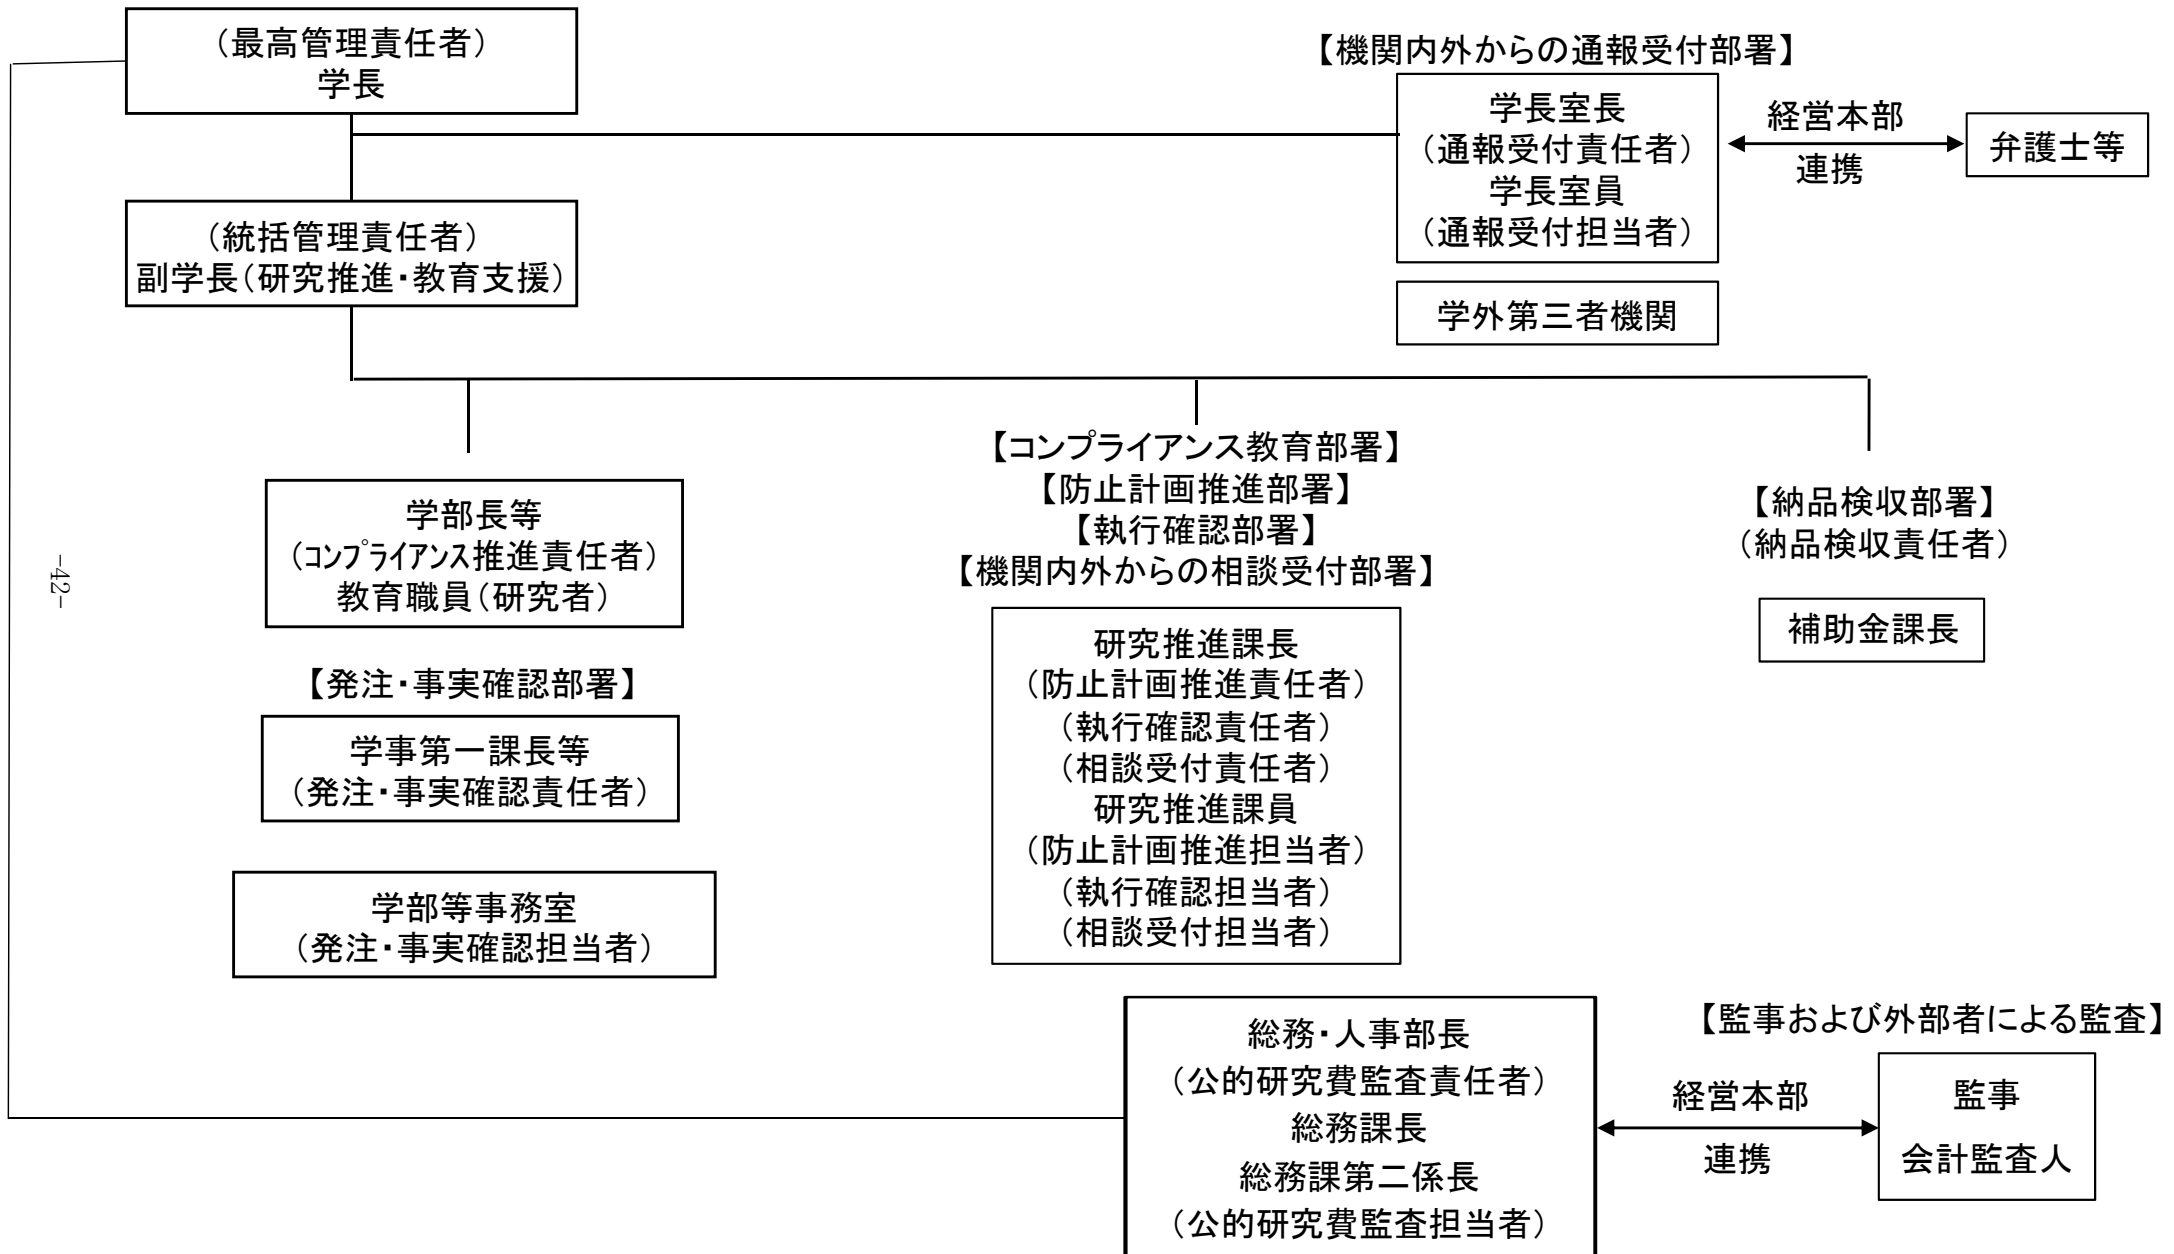 （最高管理責任者）
学長
【機関内外からの通報受付部署】
学長室長
（通報受付責任者）
学長室員
（通報受付担当者）
経営本部
連携
弁護士等
（統括管理責任者）
副学長（研究推進・教育支援）
学外第三者機関
学部長等
（コンプライアンス推進責任者）
教育職員（研究者）
【発注・事実確認部署】
学事第一課長等
（発注・事実確認責任者）
学部等事務室
（発注・事実確認担当者）
【コンプライアンス教育部署】
【防止計画推進部署】
【執行確認部署】
【機関内外からの相談受付部署】
研究推進課長
（防止計画推進責任者）
（執行確認責任者）
（相談受付責任者）
研究推進課員
（防止計画推進担当者）
（執行確認担当者）
（相談受付担当者）
【納品検収部署】
（納品検収責任者）
補助金課長
総務・人事部長
（公的研究費監査責任者）
総務課長
総務課第二係長
（公的研究費監査担当者）
経営本部
連携
【監事および外部者による監査】
監事
会計監査人
-42-